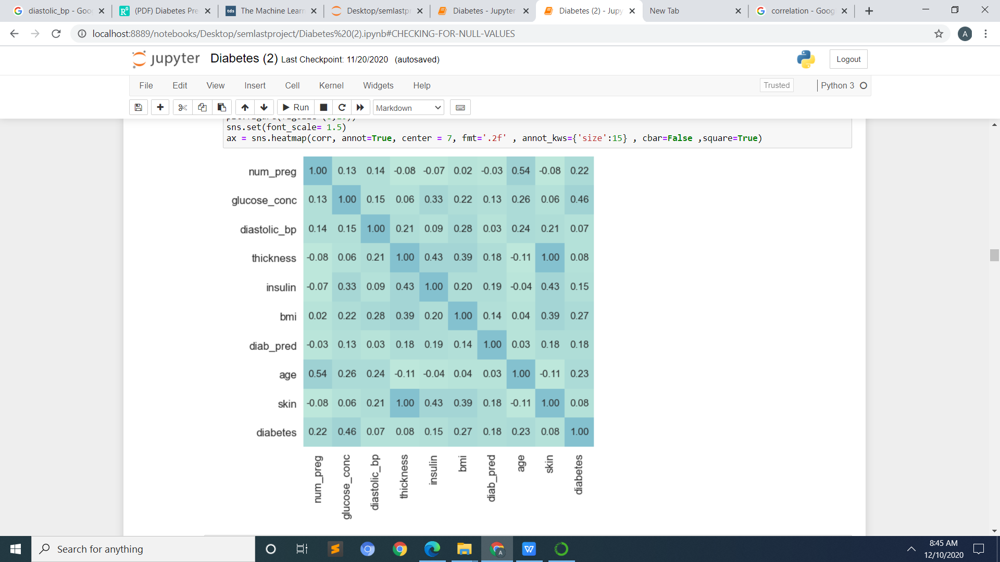 diastolic_bp - Goo
(PDF) Diabetes Pre
tds The Machine Learn
Desktop/semlastpr
Diabetes - Jupyter
Diabetes (2) - Jupy
New Tab
correlation - Goog
localhost:8889/notebooks/Desktop/semlastproject/Diabetes%20(2).ipynb#CHECKING-FOR-NULL-VALUES
A
jupyter Diabetes (2) Last Checkpoint: 11/20/2020 (autosaved)
Logout
File Edit View Insert Cell Kernel Widgets Help
Trusted
Python 3
Run
Markdown
sns.set(font_scale= 1.5)
ax = sns.heatmap(corr, annot=True, center = 7, fmt='.2f' , annot_kws={'size':15} , cbar=False ,square=True)
num_preg 1.00 0.13 0.14 -0.08 -0.07 0.02 -0.03 0.54 -0.08 0.22
glucose_conc 0.13 1.00 0.15 0.06 0.33 0.22 0.13 0.26 0.06 0.46
diastolic_bp 0.14 0.15 1.00 0.21 0.09 0.28 0.03 0.24 0.21 0.07
thickness -0.08 0.06 0.21 1.00 0.43 0.39 0.18 -0.11 1.00 0.08
insulin -0.07 0.33 0.09 0.43 1.00 0.20 0.19 -0.04 0.43 0.15
bmi 0.02 0.22 0.28 0.39 0.20 1.00 0.14 0.04 0.39 0.27
diab_pred -0.03 0.13 0.03 0.18 0.19 0.14 1.00 0.03 0.18 0.18
age 0.54 0.26 0.24 -0.11 -0.04 0.04 0.03 1.00 -0.11 0.23
skin -0.08 0.06 0.21 1.00 0.43 0.39 0.18 -0.11 1.00 0.08
diabetes 0.22 0.46 0.07 0.08 0.15 0.27 0.18 0.23 0.08 1.00
num_preg
glucose_conc
diastolic_bp
thickness
insulin
bmi
diab_pred
age
skin
diabetes
Search for anything
8:45 AM
12/10/2020